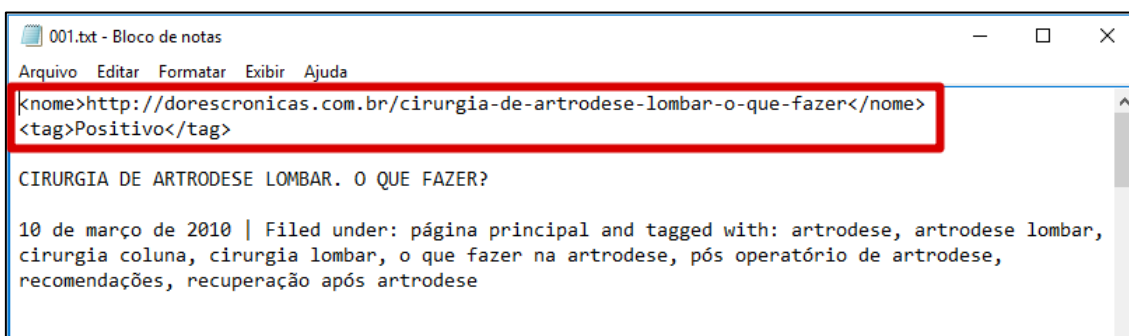 001.txt - Bloco de notas
Arquivo Editar Formatar Exibir Ajuda
<nome>http://dorescronicas.com.br/cirurgia-de-artrodese-lombar-o-que-fazer</nome>
<tag>Positivo</tag>
CIRURGIA DE ARTRODESE LOMBAR. O QUE FAZER?
10 de março de 2010 | Filed under: página principal and tagged with: artrodese, artrodese lombar,
cirurgia coluna, cirurgia lombar, o que fazer na artrodese, pós operatório de artrodese,
recomendações, recuperação após artrodese